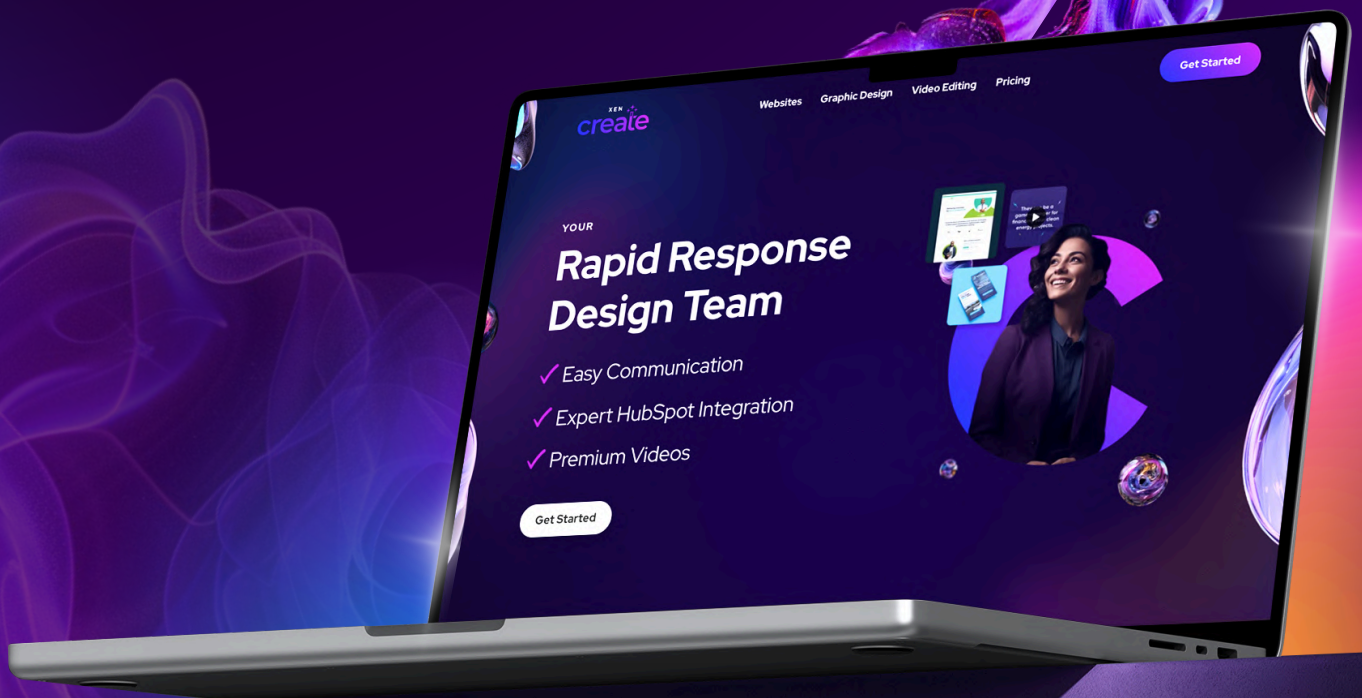 XEN
create
Websites
Graphic Design
Video Editing
Pricing
Get Started
YOUR
Rapid Response
Design Team
Easy Communication
Expert HubSpot Integration
Premium Videos
Get Started